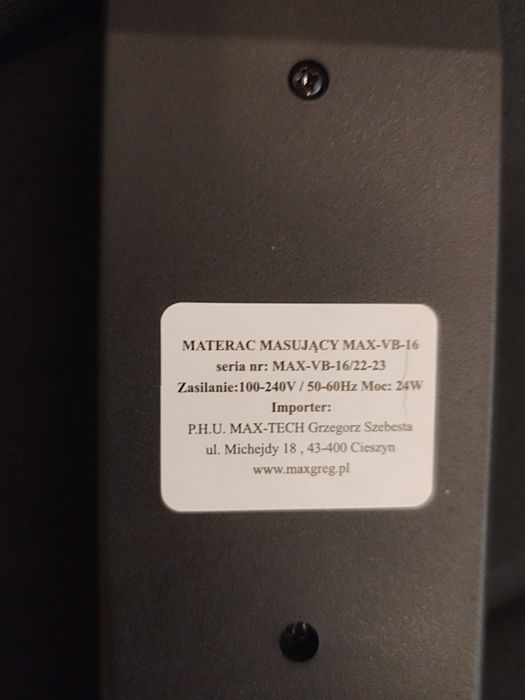 MATERAC MASUJĄCY MAX-VB-16
seria nr: MAX-VB-16/22-23
Zasilanie:100-240V / 50-60Hz Moc: 24W
Importer:
P.H.U. MAX-TECH Grzegorz Szebesta
ul. Michejdy 18 , 43-400 Cieszyn
www.maxgreg.pl